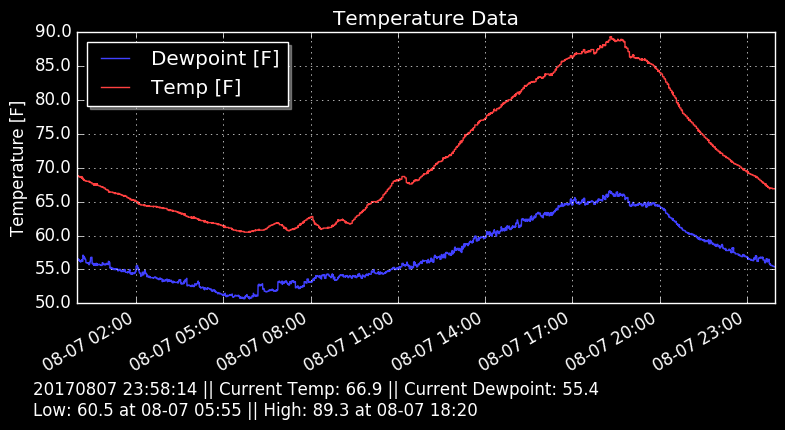 Temperature Data
Dewpoint [F]
Temp [F]
Temperature [F]
90.0
85.0
80.0
75.0
70.0
65.0
60.0
55.0
50.0
08-07 02:00
08-07 05:00
08-07 08:00
08-07 11:00
08-07 14:00
08-07 17:00
08-07 20:00
08-07 23:00
20170807 23:58:14 || Current Temp: 66.9 || Current Dewpoint: 55.4
Low: 60.5 at 08-07 05:55 || High: 89.3 at 08-07 18:20